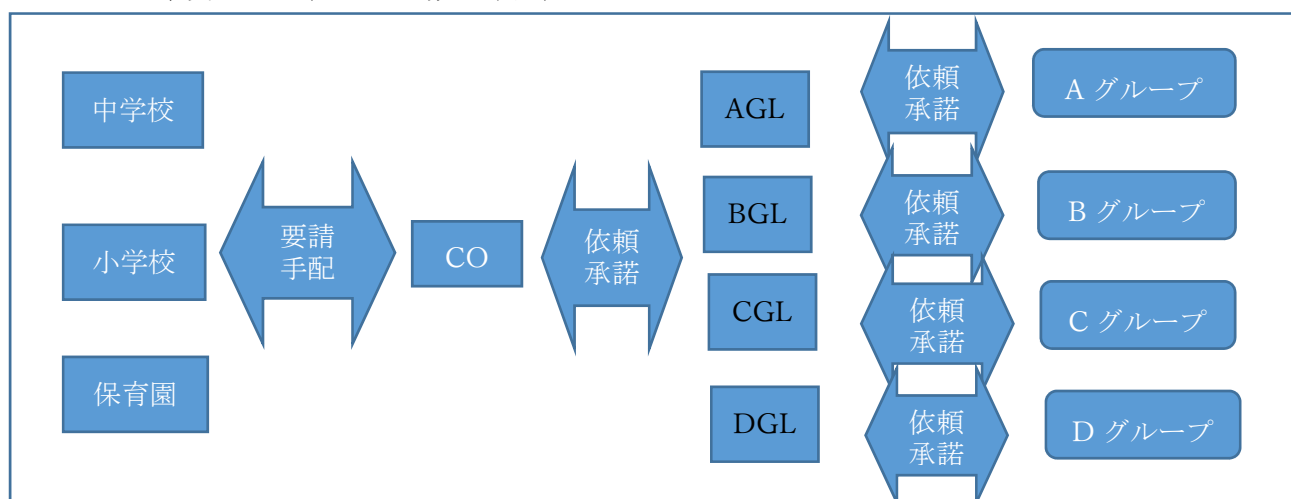 中学校
小学校
保育園
要請
手配
CO
依頼
承諾
AGL
BGL
CGL
DGL
依頼
承諾
依頼
承諾
依頼
承諾
依頼
承諾
A グループ
B グループ
C グループ
D グループ